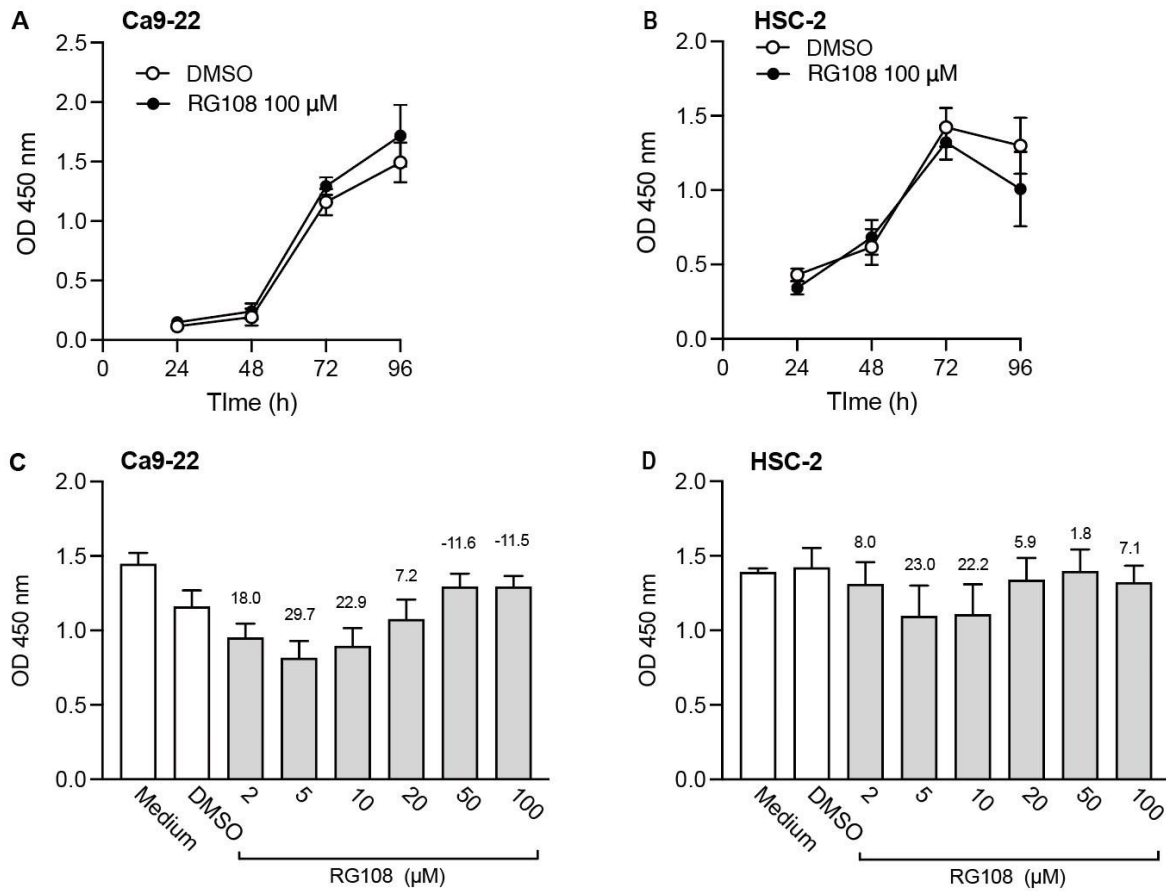 A Ca9-22
2.5
2.0
1.5
1.0
0.5
0.0
OD 450 nm
DMSO
RG108 100 µM
0 24 48 72 96
TIme (h)
B HSC-2
2.0
1.5
1.0
0.5
0.0
OD 450 nm
DMSO
RG108 100 µM
0 24 48 72 96
TIme (h)
C Ca9-22
2.0
1.5
1.0
0.5
0.0
OD 450 nm
18.0 29.7 22.9 7.2 -11.6 -11.5
Medium DMSO 2 5 10 20 50 100
RG108 (µM)
D HSC-2
2.0
1.5
1.0
0.5
0.0
OD 450 nm
8.0 23.0 22.2 5.9 1.8 7.1
Medium DMSO 2 5 10 20 50 100
RG108 (µM)